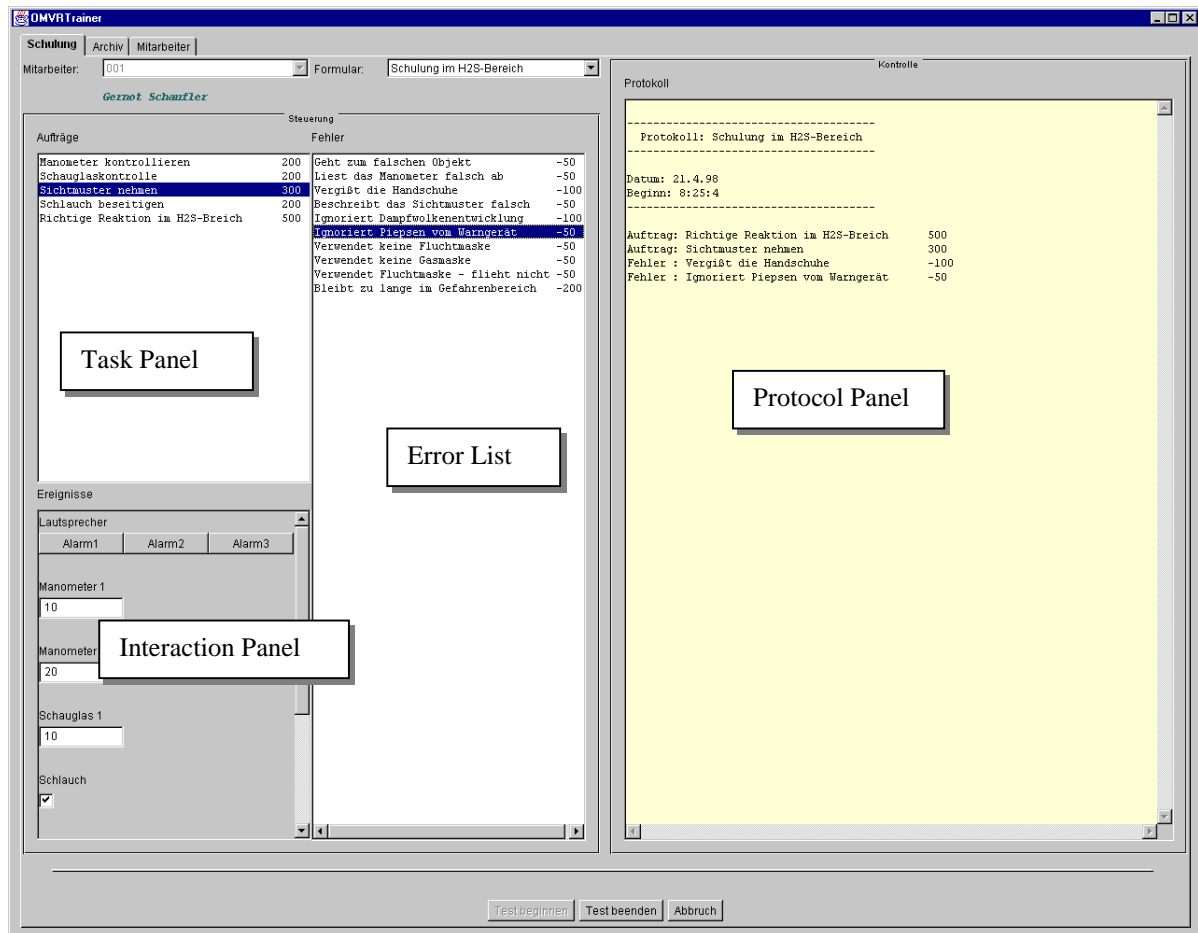 OMVRTrainer
Schulung Archiv Mitarbeiter
Mitarbeiter: 001 Formular: Schulung im H2S-Bereich
Gernot Schaufler
Steuerung
Aufträge
Manometer kontrollieren 200
Schauglaskontrolle 200
Sichtmuster nehmen 300
Schlauch beseitigen 200
Richtige Reaktion im H2S-Breich 500
Task Panel
Fehler
Geht zum falschen Objekt -50
Liest das Manometer falsch ab -50
Vergißt die Handschuhe -100
Beschreibt das Sichtmuster falsch -50
Ignoriert Dampfwolkenentwicklung -100
Ignoriert Piepsen vom Warngerät -50
Verwendet keine Fluchtmaske -50
Verwendet keine Gasmaske -50
Verwendet Fluchtmaske - flieht nicht -50
Bleibt zu lange im Gefahrenbereich -200
Error List
Ereignisse
Lautsprecher
Alarm1 Alarm2 Alarm3
Manometer 1
10
Manometer
20
Interaction Panel
Schauglas 1
10
Schlauch
Kontrolle
Protokoll
-----------------------------------
Protokoll: Schulung im H2S-Bereich
-----------------------------------
Datum: 21.4.98
Beginn: 8:25:4
-----------------------------------
Auftrag: Richtige Reaktion im H2S-Breich 500
Auftrag: Sichtmuster nehmen 300
Fehler : Vergißt die Handschuhe -100
Fehler : Ignoriert Piepsen vom Warngerät -50
Protocol Panel
Test beginnen Test beenden Abbruch